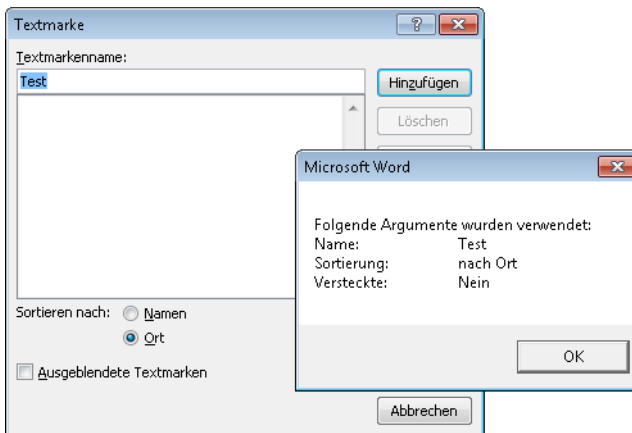 Textmarke
Textmarkenname:
Test
Hinzufügen
Löschen
Microsoft Word
Folgende Argumente wurden verwendet:
Name: Test
Sortierung: nach Ort
Versteckte: Nein
OK
Sortieren nach: Namen
Ort
Ausgeblendete Textmarken
Abbrechen